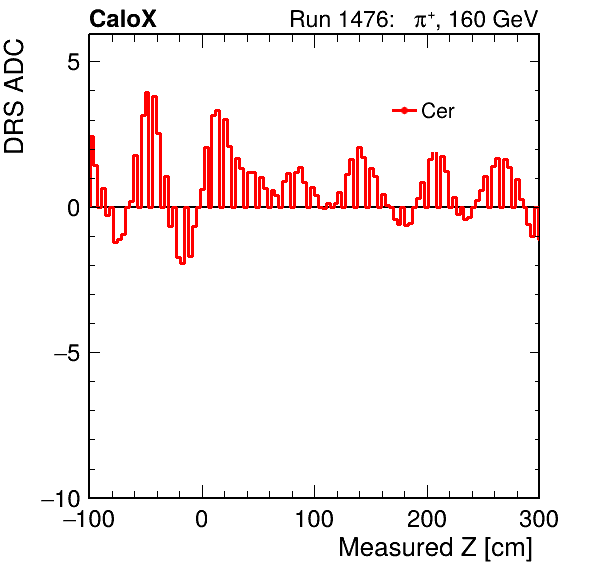 CaloX Run 1476: π⁺, 160 GeV
DRS ADC
Cer
5
0
−5
−10
−100 0 100 200 300
Measured Z [cm]